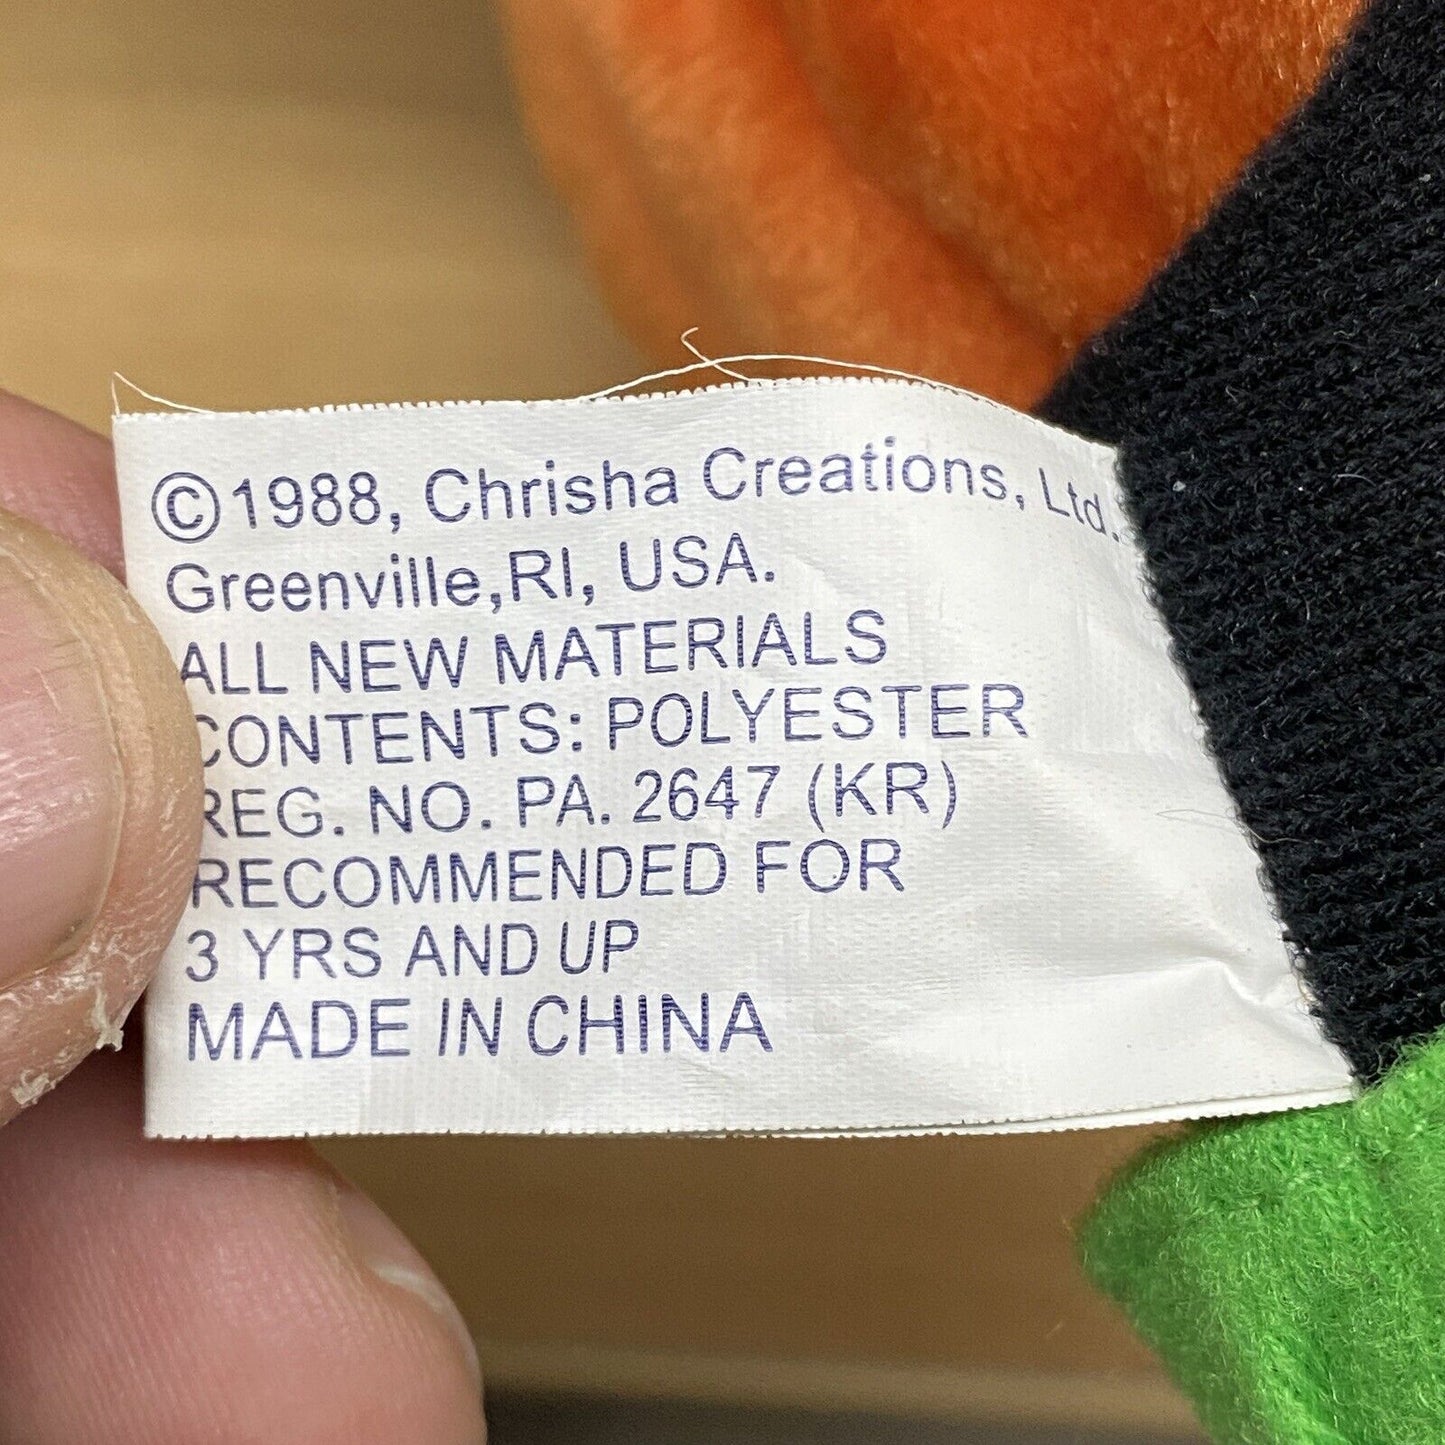 ©1988, Chrisha Creations, Ltd.
Greenville,RI, USA.
ALL NEW MATERIALS
CONTENTS: POLYESTER
REG. NO. PA. 2647 (KR)
RECOMMENDED FOR
3 YRS AND UP
MADE IN CHINA